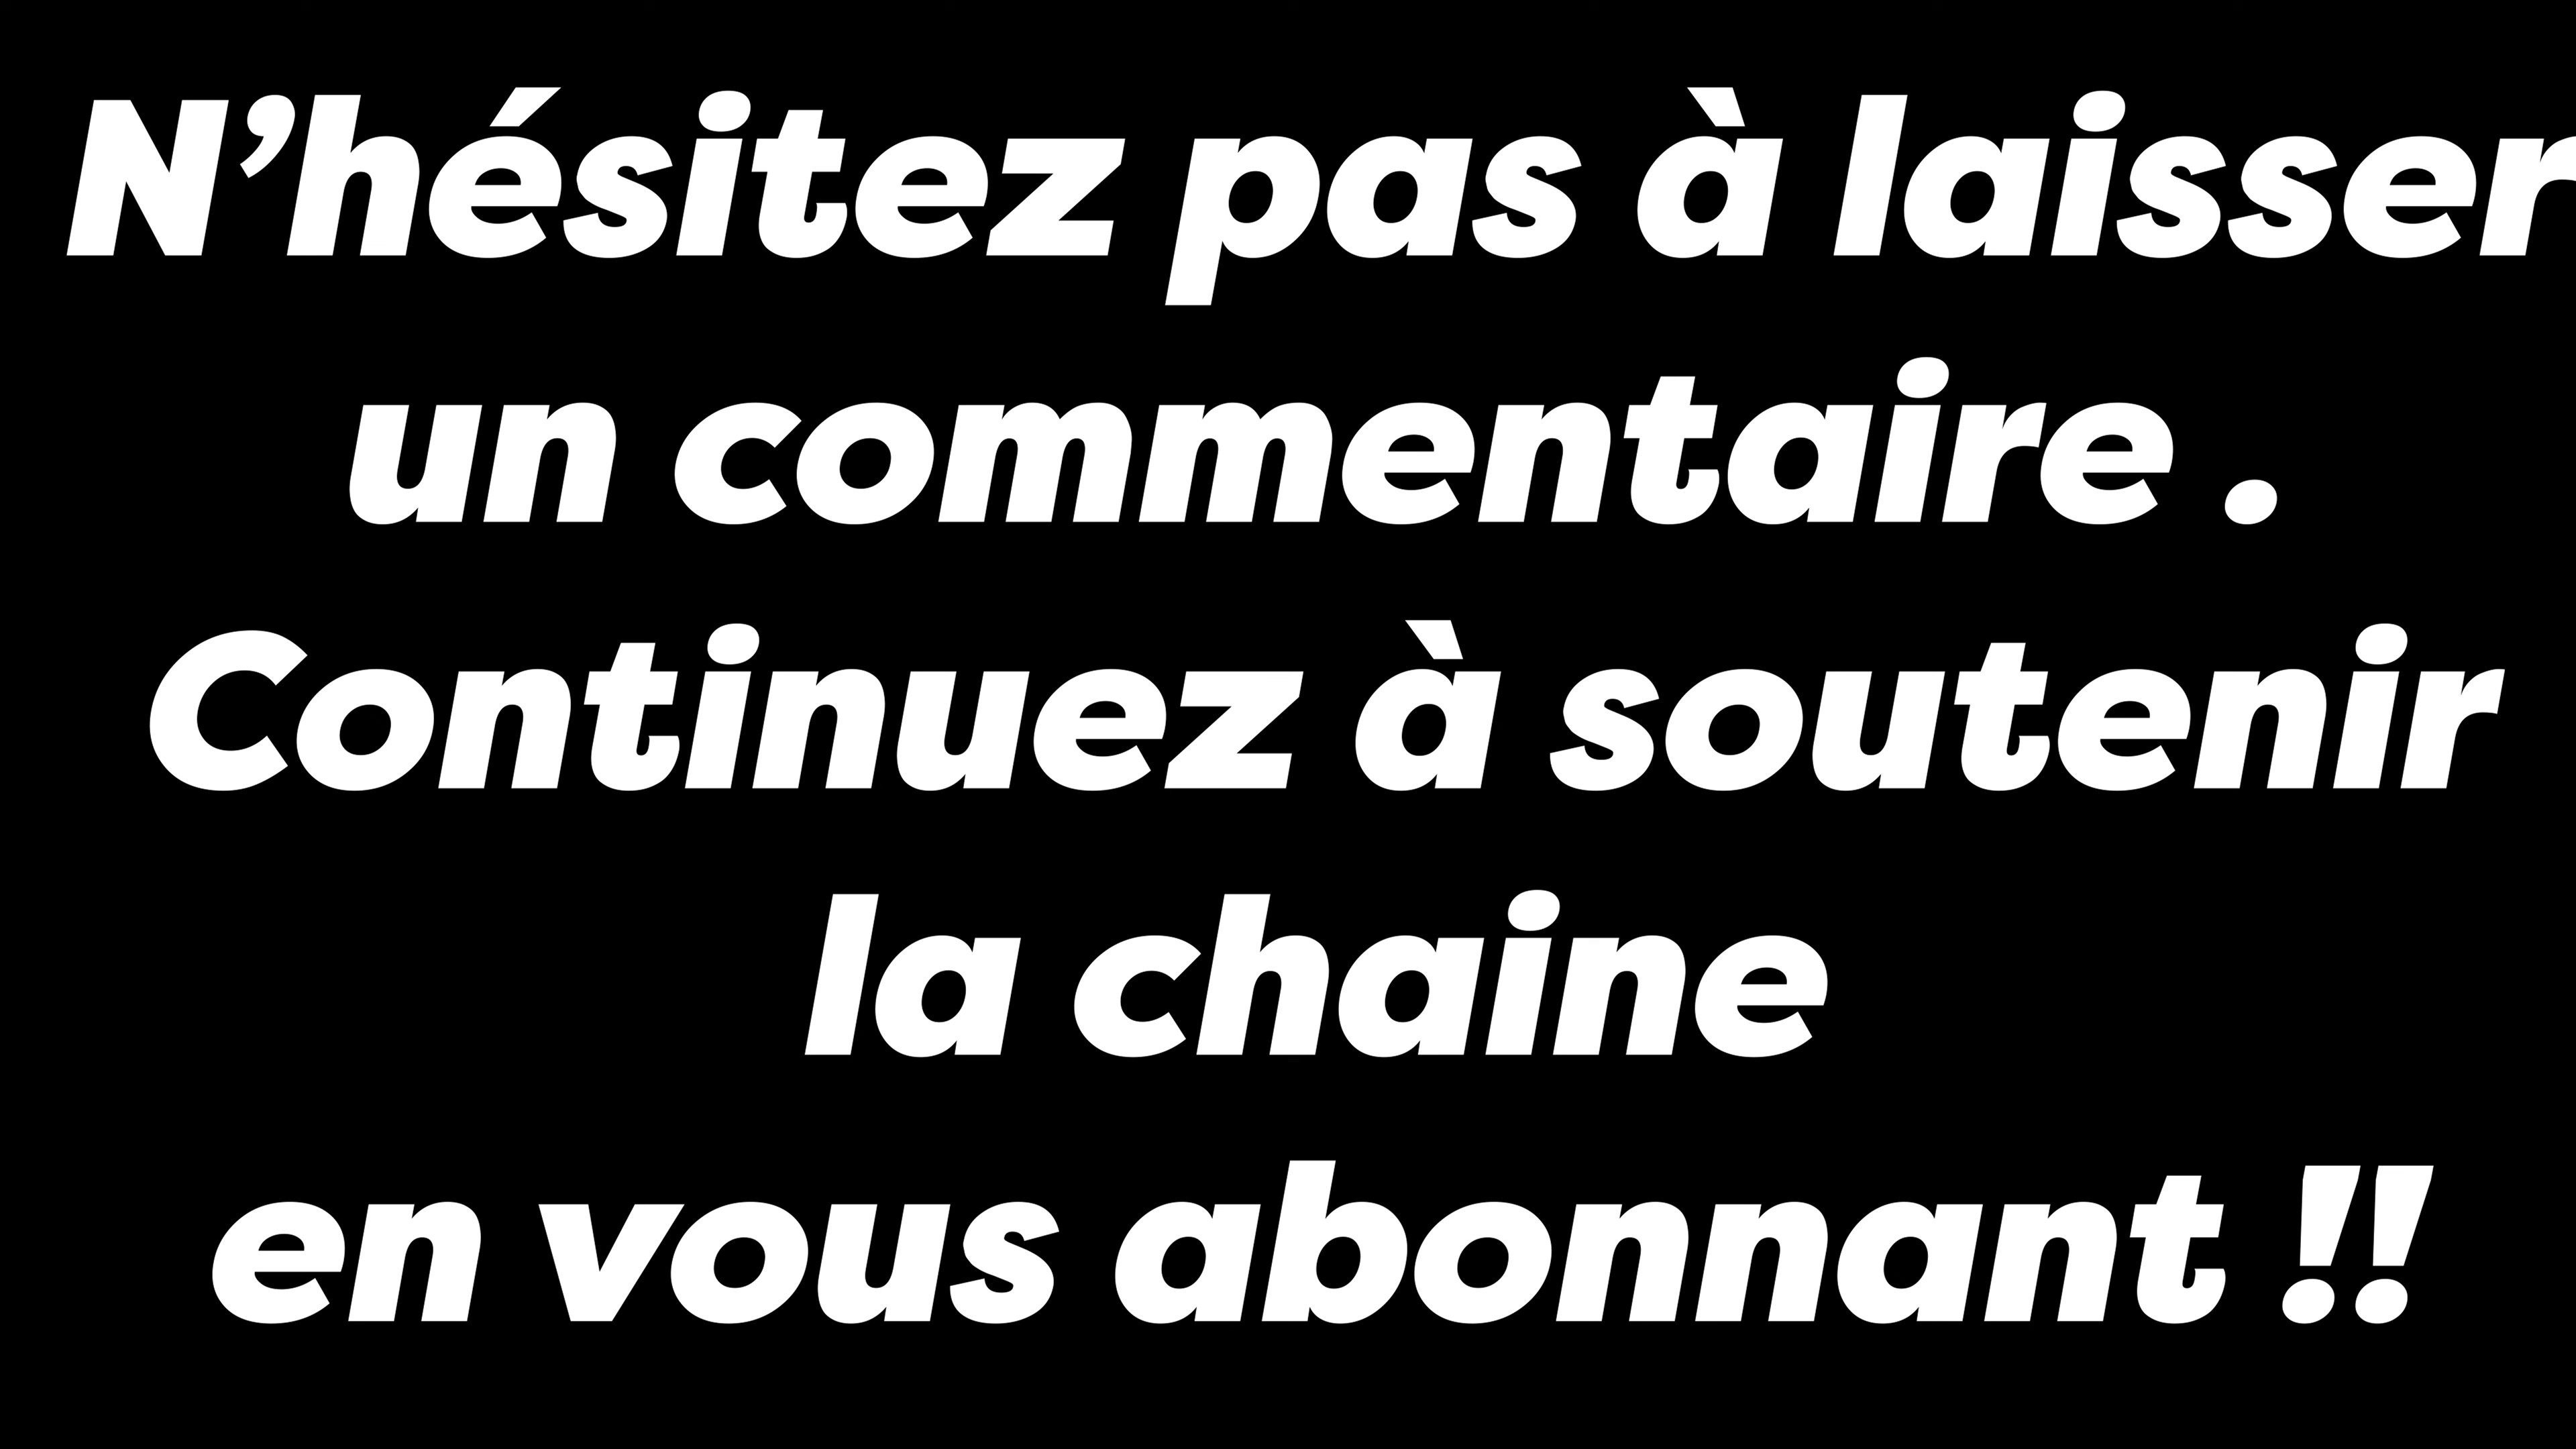 N’hésitez pas à laisser
un commentaire .
Continuez à soutenir
la chaine
en vous abonnant !!